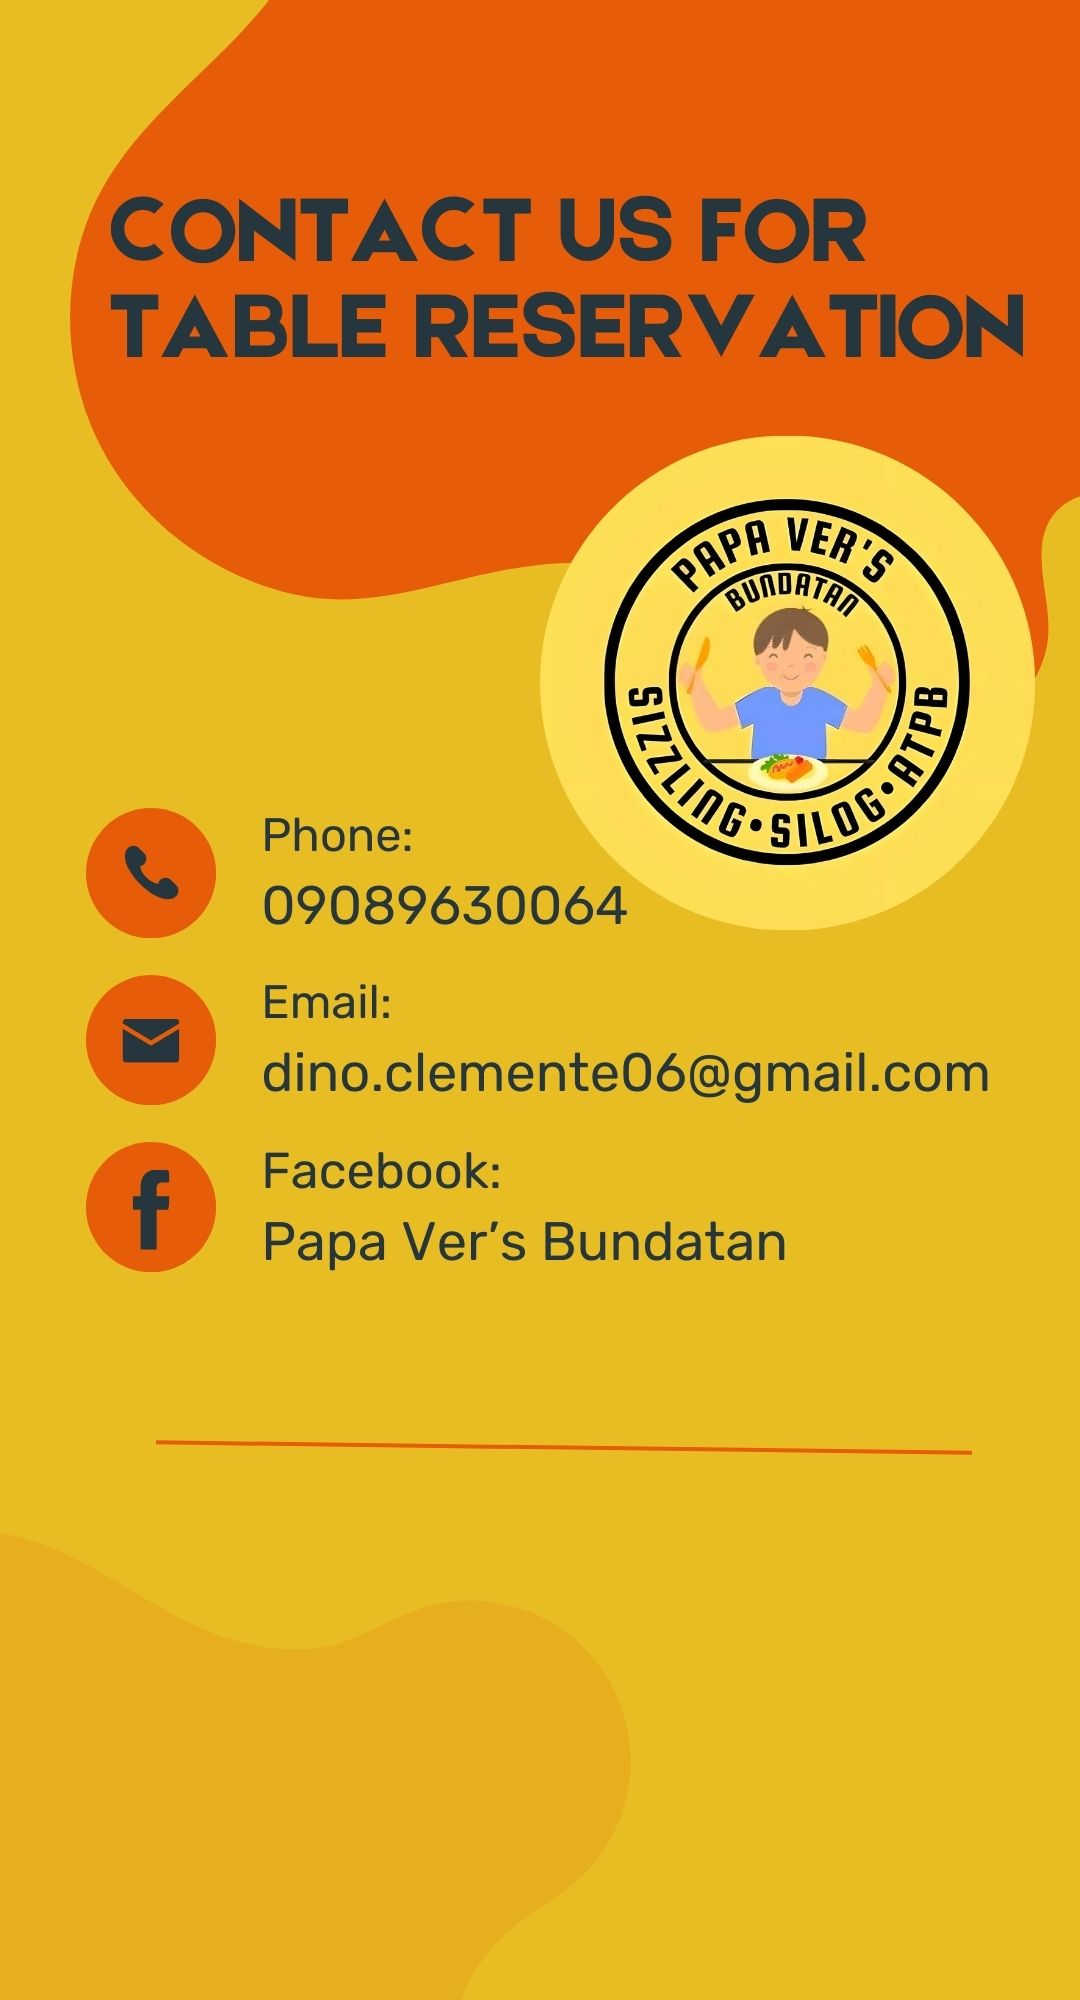 CONTACT US FOR
TABLE RESERVATION
PAPA VER'S
BUNDATAN
SIZZLING•SILOG•ATPB
Phone:
09089630064
Email:
dino.clemente06@gmail.com
Facebook:
Papa Ver’s Bundatan